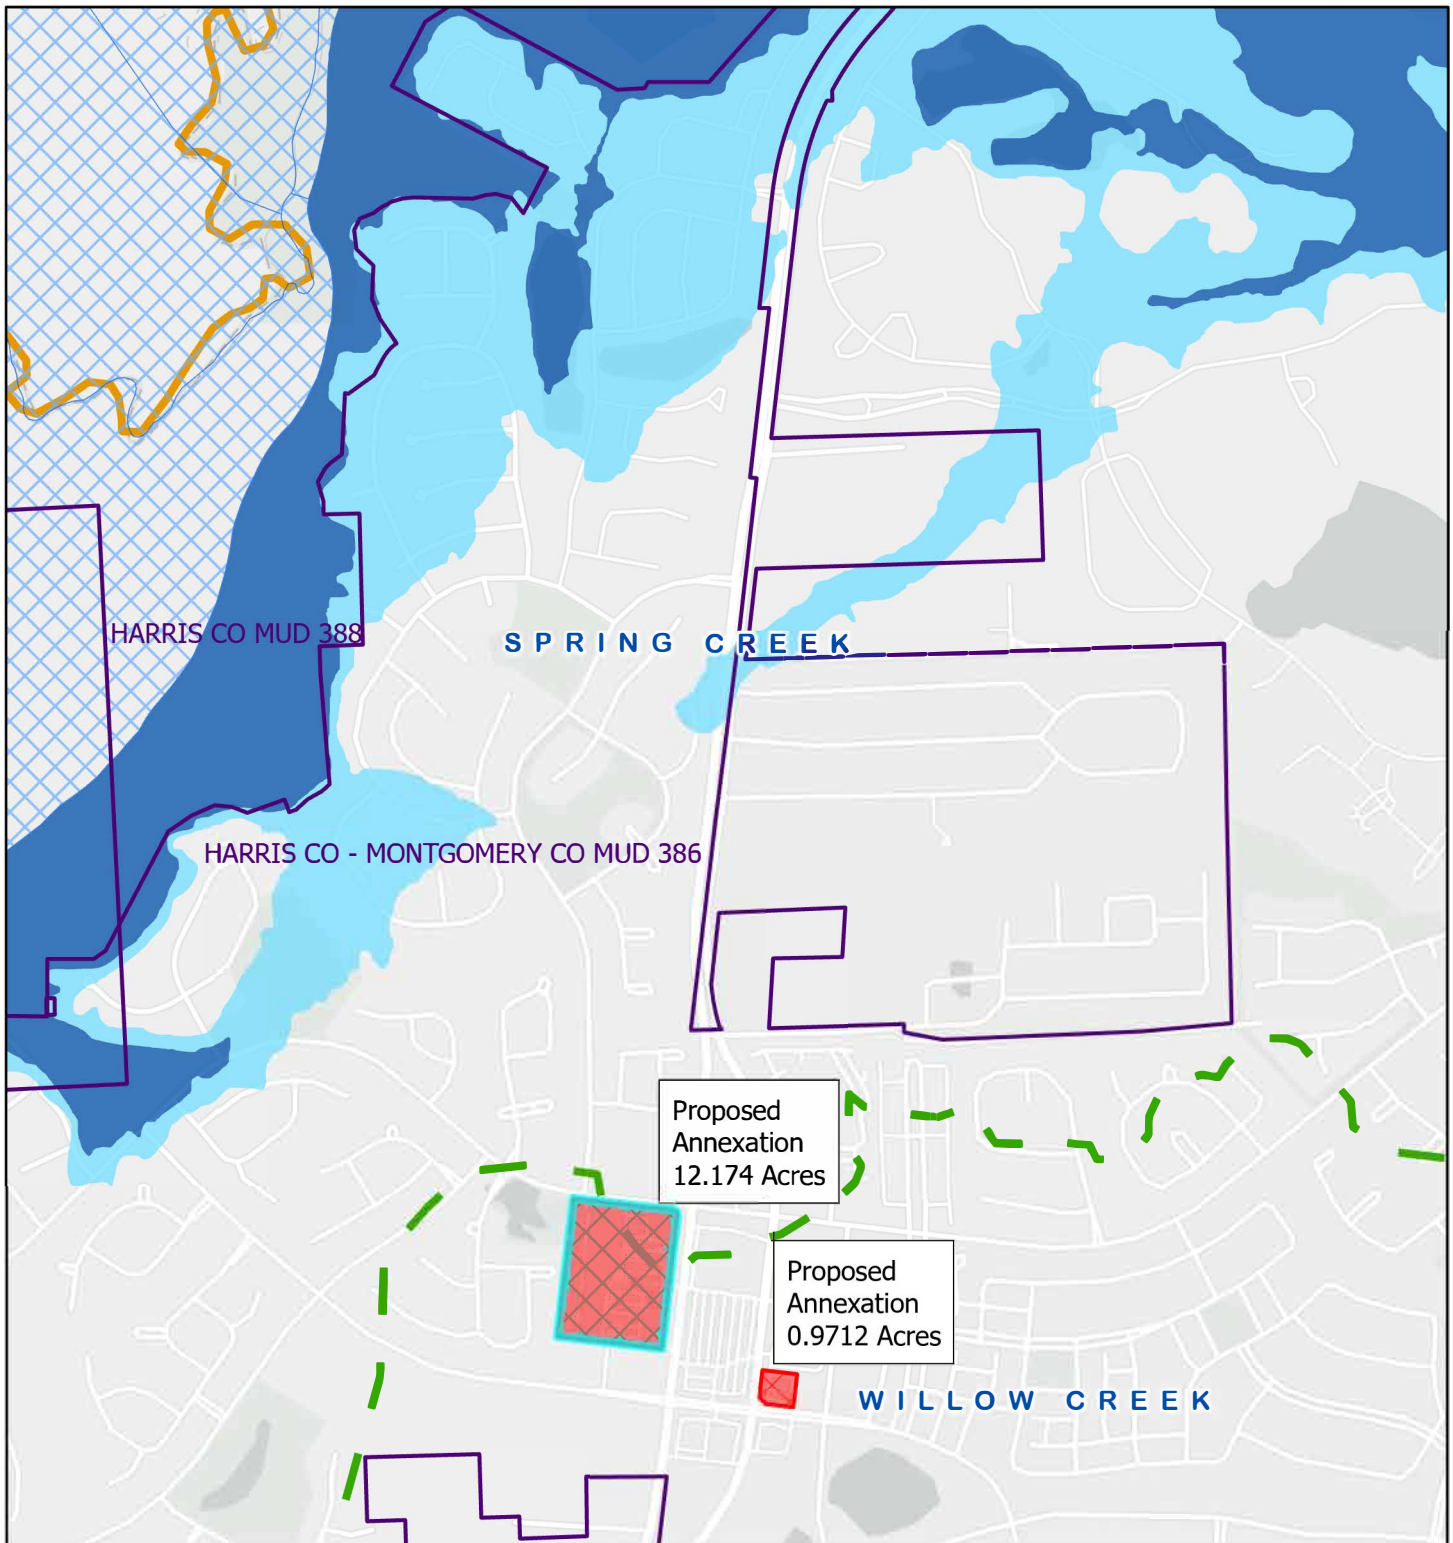 HARRIS CO MUD 388
SPRING CREEK
HARRIS CO - MONTGOMERY CO MUD 386
Proposed
Annexation
12.174 Acres
Proposed
Annexation
0.9712 Acres
WILLOW CREEK